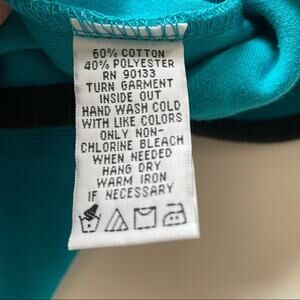 60% COTTON
40% POLYESTER
RN 90133
TURN GARMENT
INSIDE OUT
HAND WASH COLD
WITH LIKE COLORS
ONLY NON-
CHLORINE BLEACH
WHEN NEEDED
HANG DRY
WARM IRON
IF NECESSARY